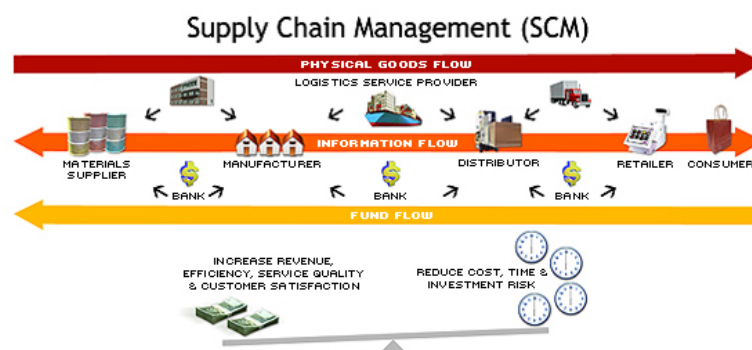 Supply Chain Management (SCM)
PHYSICAL GOODS FLOW
LOGISTICS SERVICE PROVIDER
INFORMATION FLOW
MATERIALS
SUPPLIER
MANUFACTURER
DISTRIBUTOR
RETAILER
CONSUMER
BANK
BANK
BANK
FUND FLOW
INCREASE REVENUE,
EFFICIENCY, SERVICE QUALITY
& CUSTOMER SATISFACTION
REDUCE COST, TIME &
INVESTMENT RISK